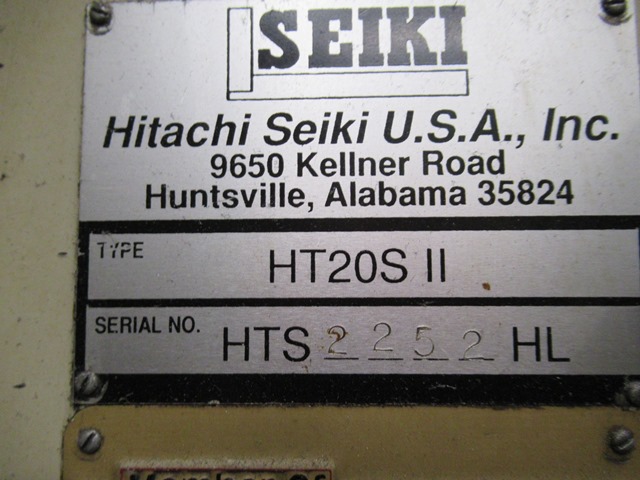 SEIKI
Hitachi Seiki U.S.A., Inc.
9650 Kellner Road
Huntsville, Alabama 35824
TYPE HT20S II
SERIAL NO. HTS 2252 HL